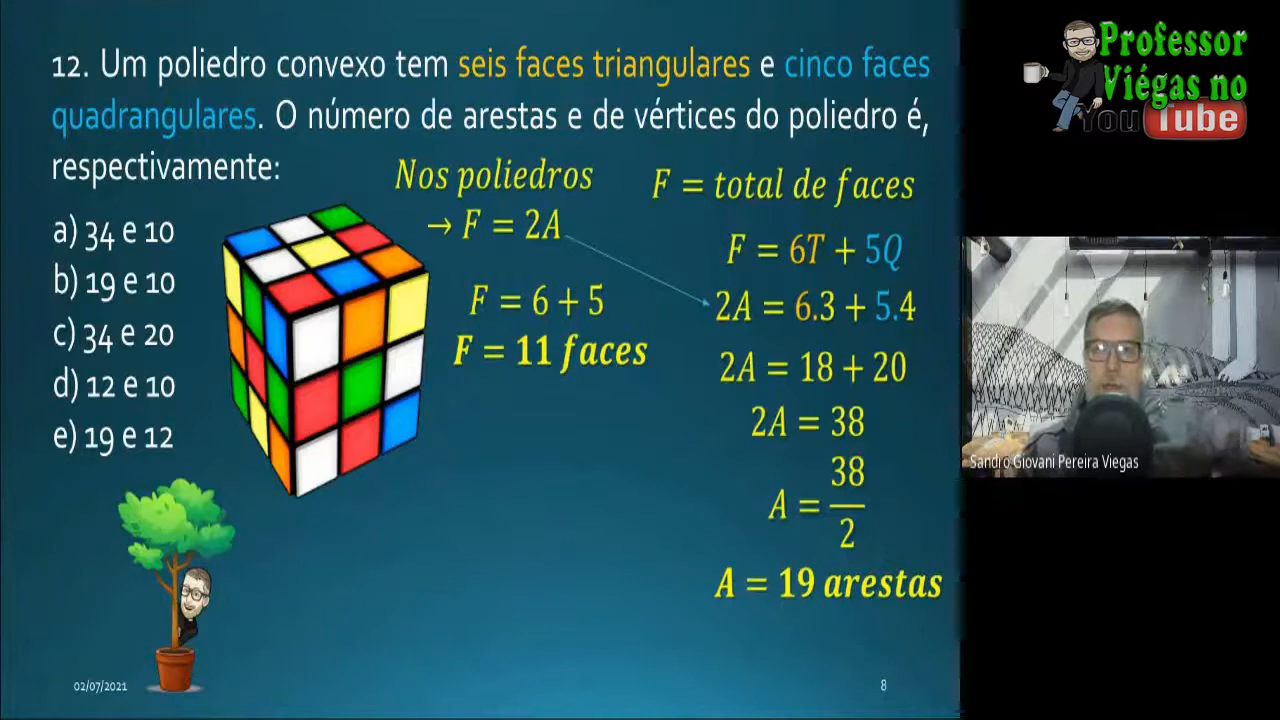 12. Um poliedro convexo tem seis faces triangulares e cinco faces
quadrangulares. O número de arestas e de vértices do poliedro é,
respectivamente:
a) 34 e 10
b) 19 e 10
c) 34 e 20
d) 12 e 10
e) 19 e 12
Nos poliedros
→ F = 2A
F = 6 + 5
F = 11 faces
F = total de faces
F = 6T + 5Q
2A = 6.3 + 5.4
2A = 18 + 20
2A = 38
A = 38/2
A = 19 arestas
02/07/2021
8
Professor
Viégas no
YouTube
Sandro Giovani Pereira Viegas